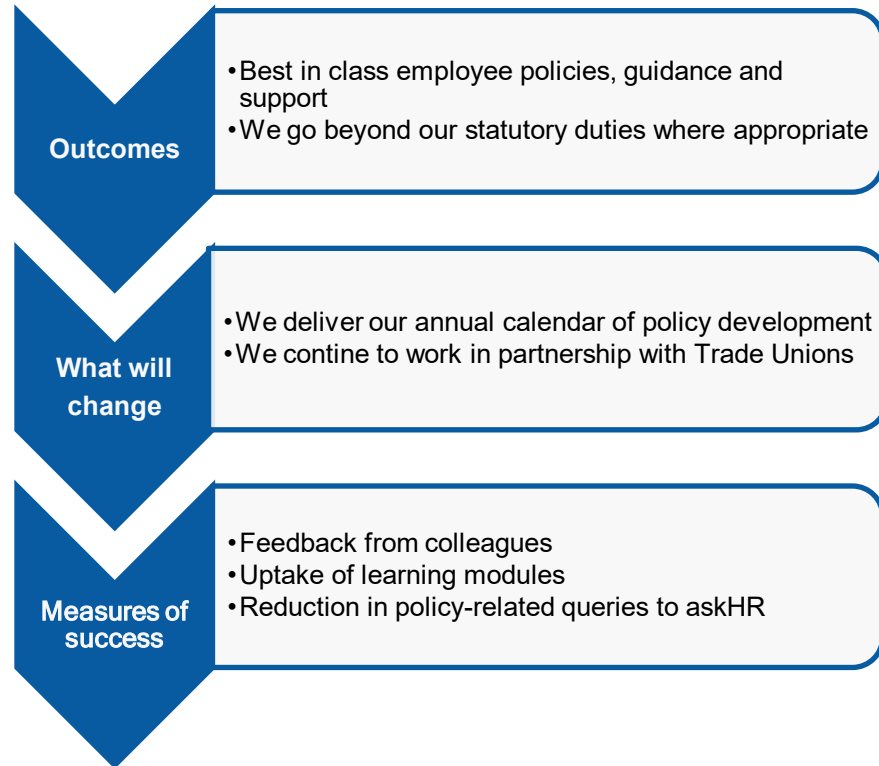 Outcomes
•Best in class employee policies, guidance and
support
•We go beyond our statutory duties where appropriate
What will
change
•We deliver our annual calendar of policy development
•We contine to work in partnership with Trade Unions
Measures of
success
•Feedback from colleagues
•Uptake of learning modules
•Reduction in policy-related queries to askHR